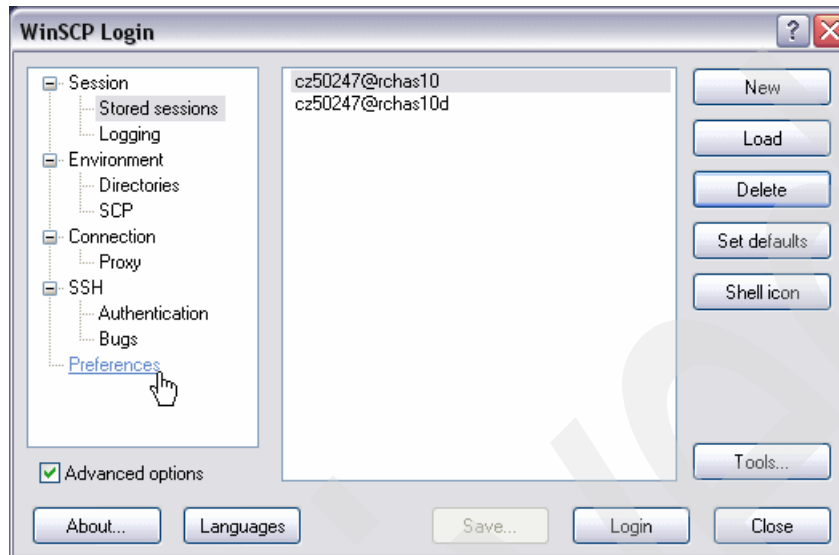 WinSCP Login
Session
Stored sessions
Logging
Environment
Directories
SCP
Connection
Proxy
SSH
Authentication
Bugs
Preferences
Advanced options
cz50247@rchas10
cz50247@rchas10d
New
Load
Delete
Set defaults
Shell icon
Tools...
About...
Languages
Save...
Login
Close